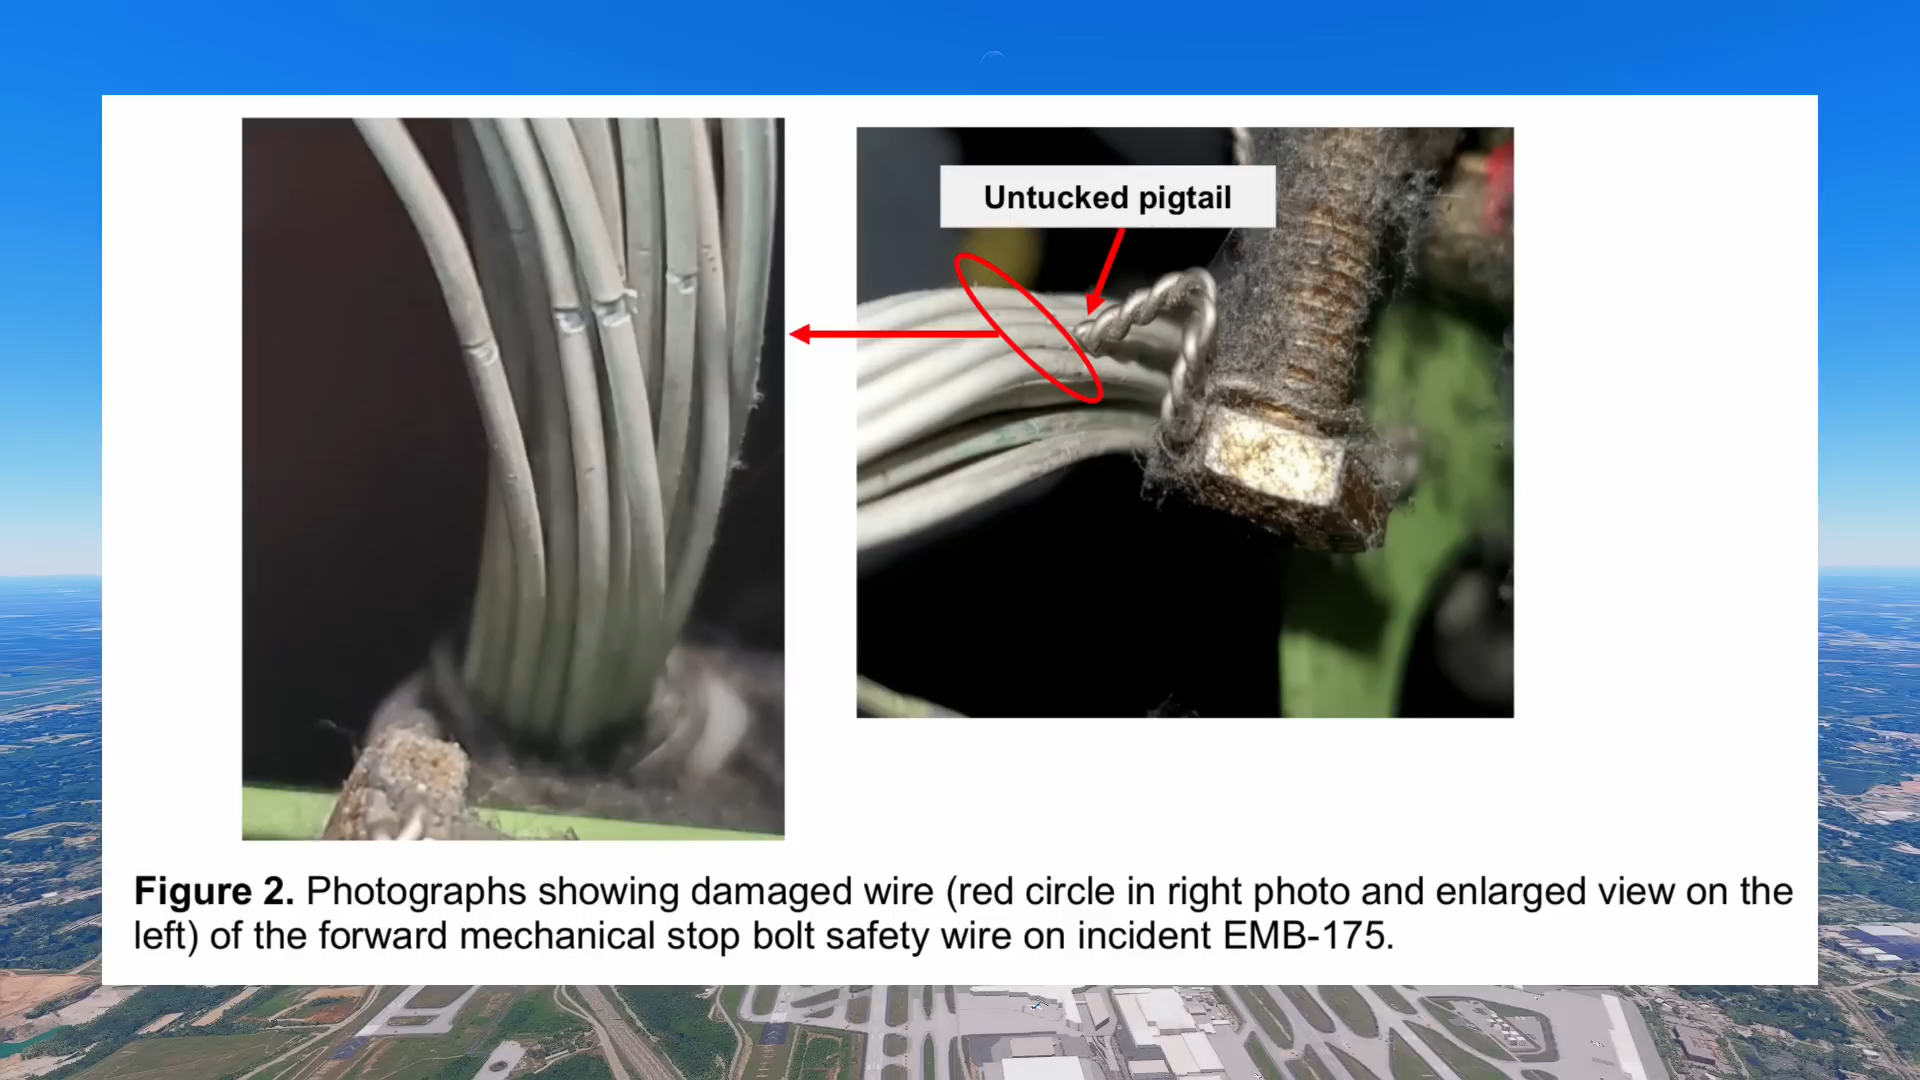 Untucked pigtail
Figure 2. Photographs showing damaged wire (red circle in right photo and enlarged view on the
left) of the forward mechanical stop bolt safety wire on incident EMB-175.